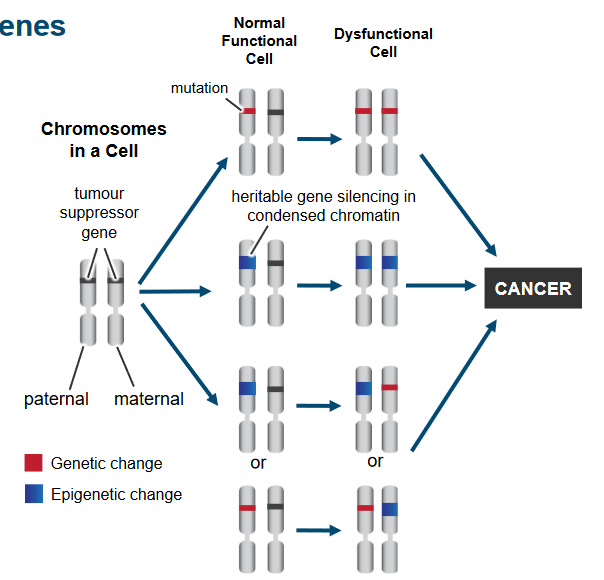 enes
Normal
Functional
Cell
Dysfunctional
Cell
mutation
Chromosomes
in a Cell
tumour
suppressor
gene
heritable gene silencing in
condensed chromatin
CANCER
paternal
maternal
Genetic change
Epigenetic change
or
or